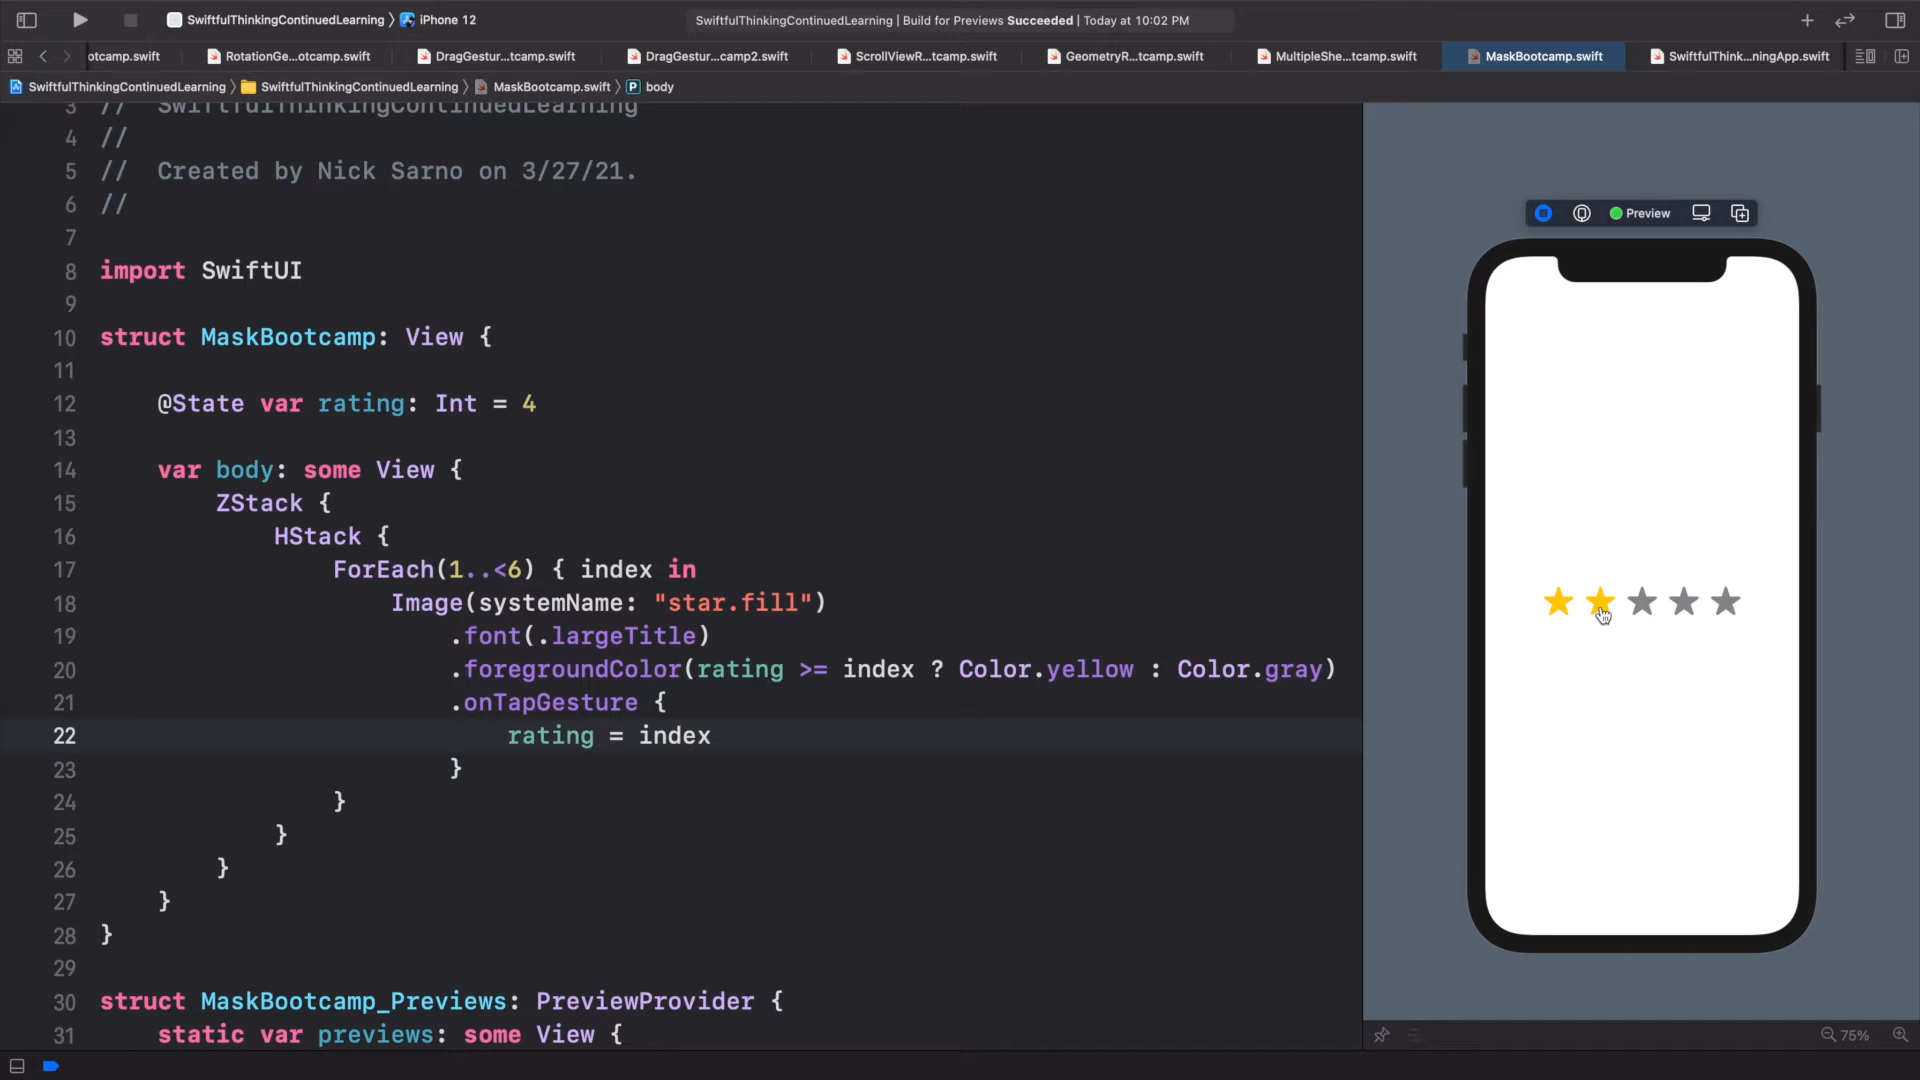 SwiftfulThinkingContinuedLearning 〉 iPhone 12
SwiftfulThinkingContinuedLearning | Build for Previews Succeeded | Today at 10:02 PM
otcamp.swift
RotationGe...otcamp.swift
DragGestur...tcamp.swift
DragGestur...camp2.swift
ScrollViewR...tcamp.swift
GeometryR...tcamp.swift
MultipleShe...tcamp.swift
MaskBootcamp.swift
SwiftfulThink...ningApp.swift
SwiftfulThinkingContinuedLearning 〉 SwiftfulThinkingContinuedLearning 〉 MaskBootcamp.swift 〉 P body
3 //  SwiftfulThinkingContinuedLearning
4 //
5 //  Created by Nick Sarno on 3/27/21.
6 //
7
8 import SwiftUI
9
10 struct MaskBootcamp: View {
11
12     @State var rating: Int = 4
13
14     var body: some View {
15         ZStack {
16             HStack {
17                 ForEach(1..<6) { index in
18                     Image(systemName: "star.fill")
19                         .font(.largeTitle)
20                         .foregroundColor(rating >= index ? Color.yellow : Color.gray)
21                         .onTapGesture {
22                             rating = index
23                         }
24                 }
25             }
26         }
27     }
28 }
29
30 struct MaskBootcamp_Previews: PreviewProvider {
31     static var previews: some View {
Preview
75%